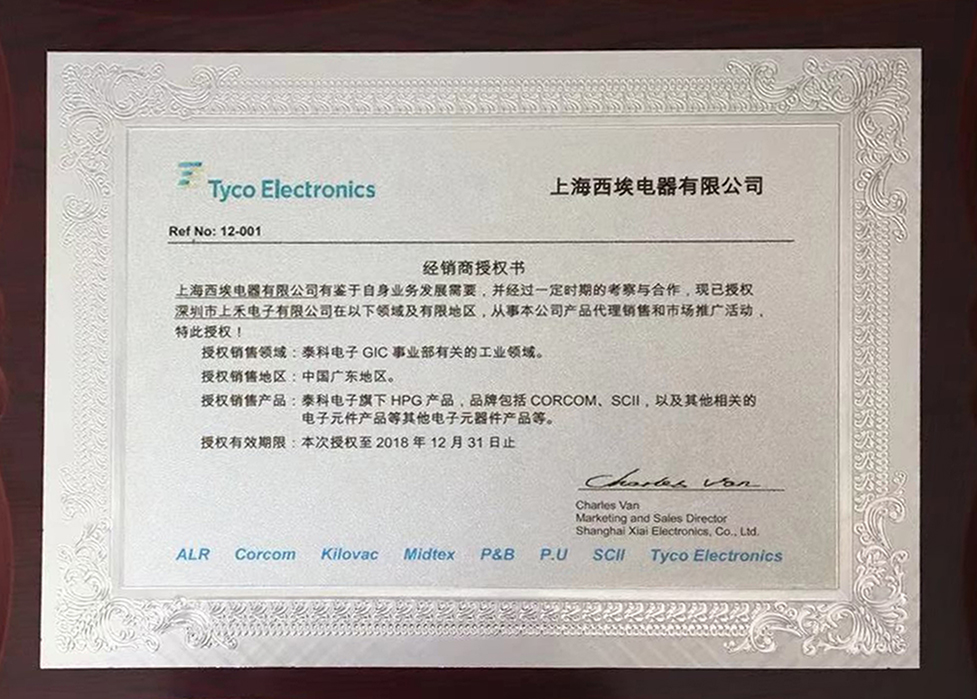 Tyco Electronics
上海西埃电器有限公司
Ref No: 12-001
经销商授权书
上海西埃电器有限公司有鉴于自身业务发展需要，并经过一定时期的考察与合作，现已授权
深圳市上禾电子有限公司在以下领域及有限地区，从事本公司产品代理销售和市场推广活动，
特此授权！
授权销售领域：泰科电子 GIC 事业部有关的工业领域。
授权销售地区：中国广东地区。
授权销售产品：泰科电子旗下 HPG 产品，品牌包括 CORCOM、SCII，以及其他相关的
电子元件产品等其他电子元器件产品等。
授权有效期限：本次授权至 2018 年 12 月 31 日止
Charles Van
Charles Van
Marketing and Sales Director
Shanghai Xiai Electronics, Co., Ltd.
ALR Corcom Kilovac Midtex P&B P.U SCII Tyco Electronics